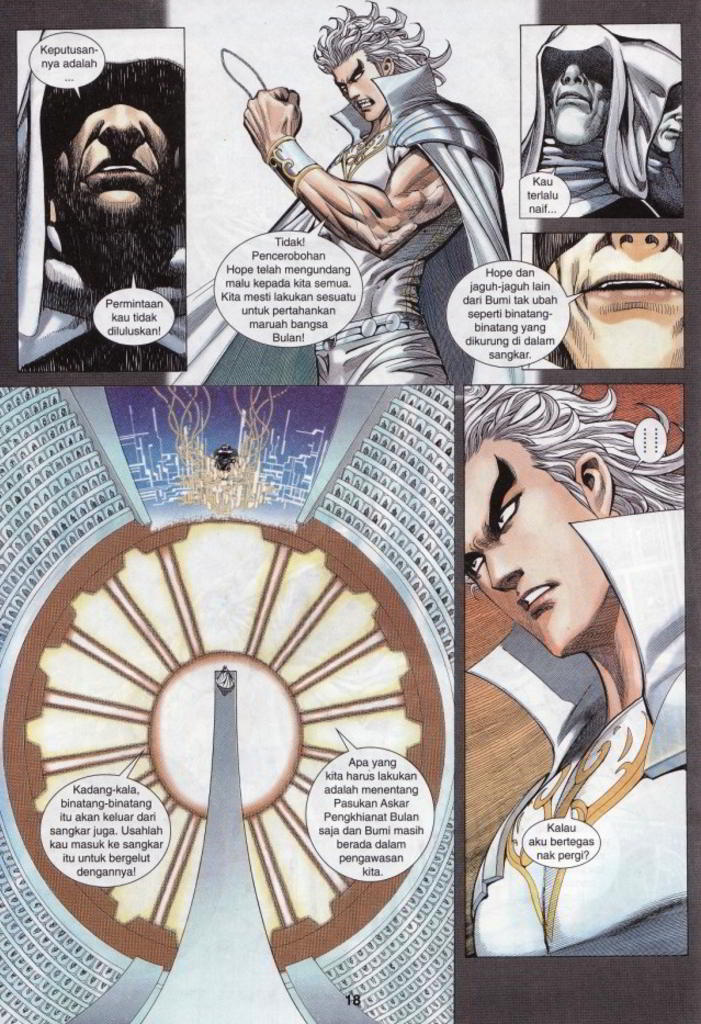 Keputusan-
nya adalah
...
Permintaan
kau tidak
diluluskan!
Tidak!
Pencerobohan
Hope telah mengundang
malu kepada kita semua.
Kita mesti lakukan sesuatu
untuk pertahankan
maruah bangsa
Bulan!
Kau
terlalu
naif...
Hope dan
jaguh-jaguh lain
dari Bumi tak ubah
seperti binatang-
binatang yang
dikurung di dalam
sangkar.
Kadang-kala,
binatang-binatang
itu akan keluar dari
sangkar juga. Usahlah
kau masuk ke sangkar
itu untuk bergelut
dengannya!
Apa yang
kita harus lakukan
adalah menentang
Pasukan Askar
Pengkhianat Bulan
saja dan Bumi masih
berada dalam
pengawasan
kita.
Kalau
aku bertegas
nak pergi?
18